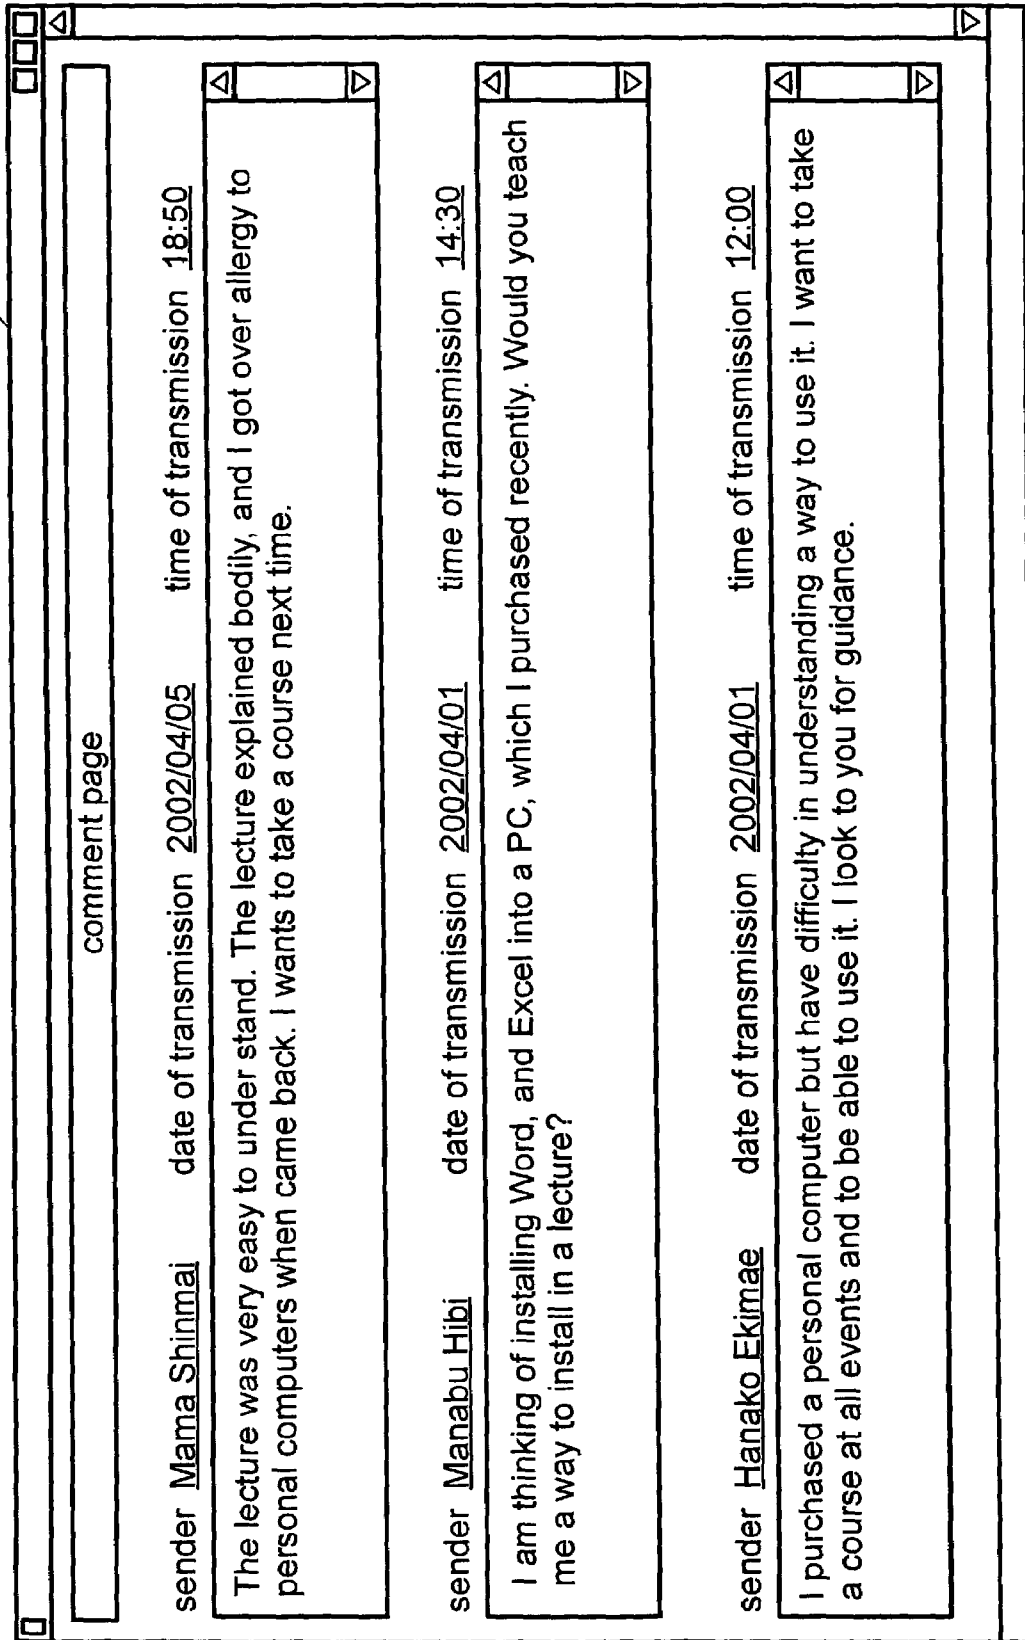 comment page
sender Mama Shinmai date of transmission 2002/04/05 time of transmission 18:50
The lecture was very easy to under stand. The lecture explained bodily, and I got over allergy to
personal computers when came back. I wants to take a course next time.
sender Manabu Hibi date of transmission 2002/04/01 time of transmission 14:30
I am thinking of installing Word, and Excel into a PC, which I purchased recently. Would you teach
me a way to install in a lecture?
sender Hanako Ekimae date of transmission 2002/04/01 time of transmission 12:00
I purchased a personal computer but have difficulty in understanding a way to use it. I want to take
a course at all events and to be able to use it. I look to you for guidance.